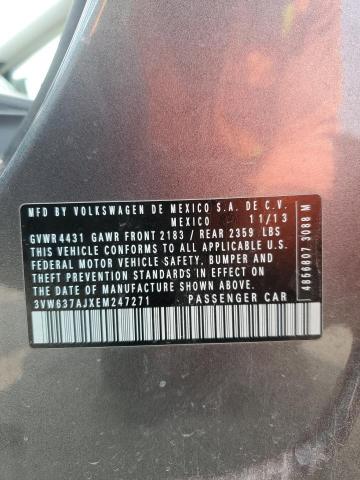 MFD BY VOLKSWAGEN DE MEXICO S.A. DE C.V.
MEXICO 11/13
GVWR 4431 GAWR FRONT 2183 / REAR 2359 LBS
THIS VEHICLE CONFORMS TO ALL APPLICABLE U.S.
FEDERAL MOTOR VEHICLE SAFETY, BUMPER AND
THEFT PREVENTION STANDARDS IN EFFECT ON THE
DATE OF MANUFACTURE SHOWN ABOVE.
3VW637AJXEM247271 PASSENGER CAR
4856807 3088 M